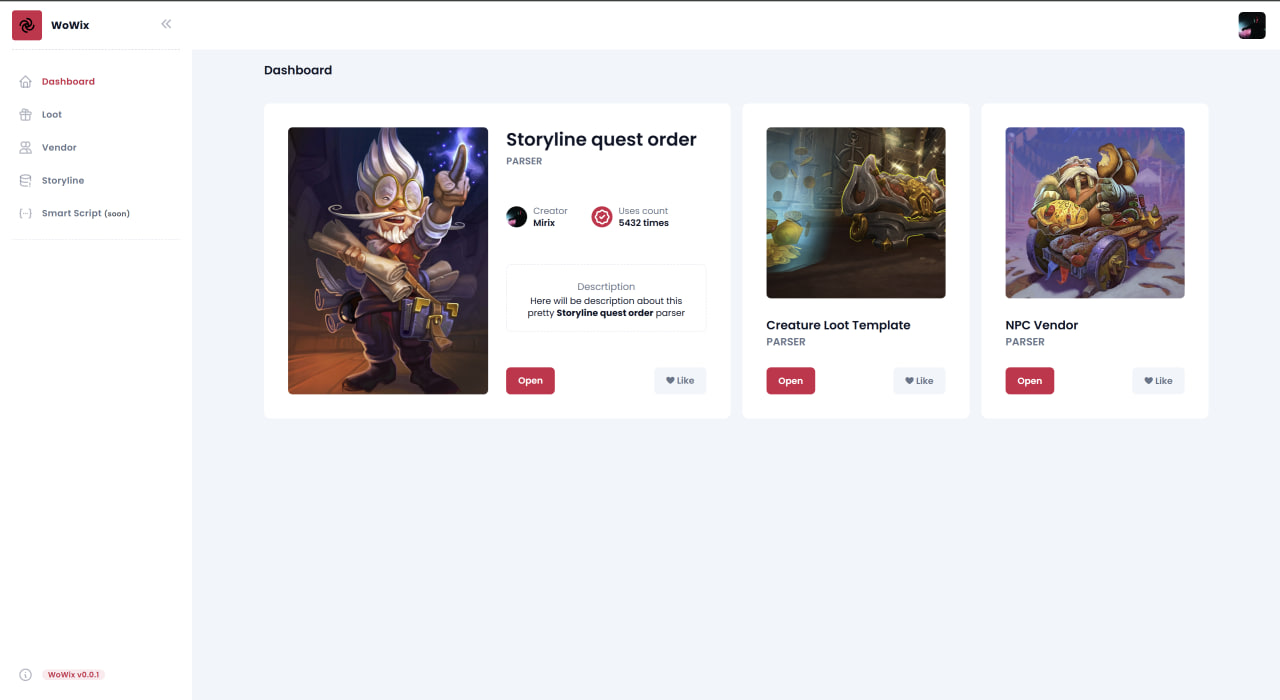 WoWix
Dashboard
Loot
Vendor
Storyline
Smart Script (soon)
WoWix v0.0.1
Dashboard
Storyline quest order
PARSER
Creator
Mirix
Uses count
5432 times
Descrtiption
Here will be descrtiption about this
pretty Storyline quest order parser
Open
Like
Creature Loot Template
PARSER
Open
Like
NPC Vendor
PARSER
Open
Like